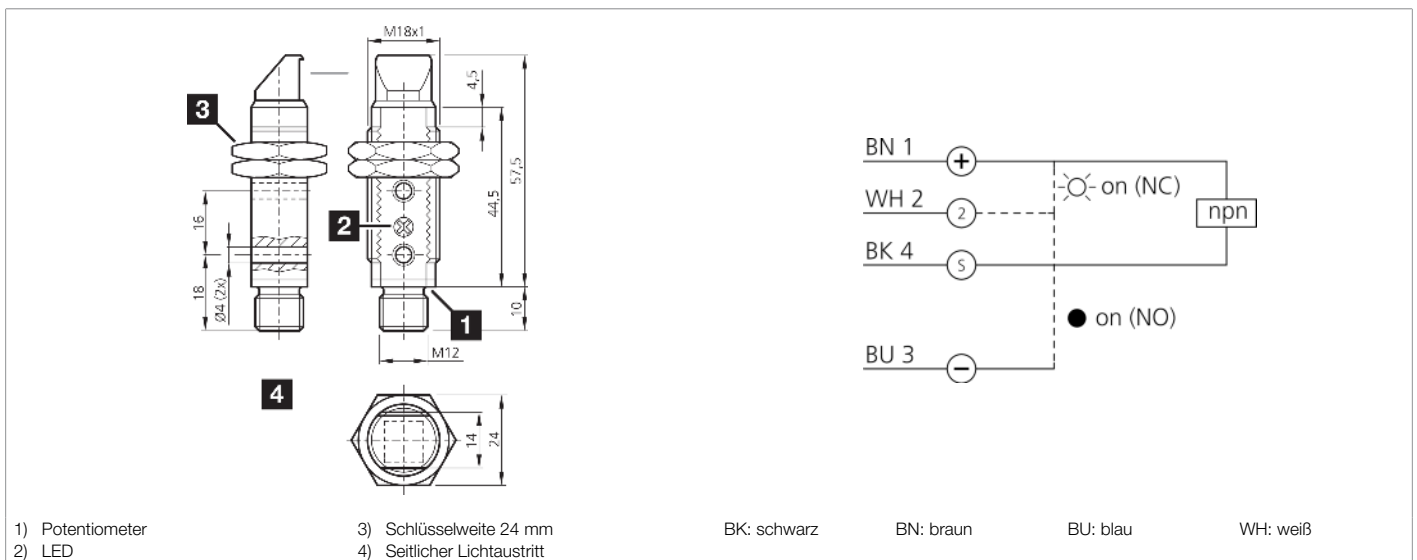 M18x1
4,5
3
57,5
44,5
16
2
18
Ø4 (2x)
10
1
M12
4
14
24
BN 1
+
on (NC)
WH 2
2
npn
BK 4
S
on (NO)
BU 3
−
1) Potentiometer
2) LED
3) Schlüsselweite 24 mm
4) Seitlicher Lichtaustritt
BK: schwarz
BN: braun
BU: blau
WH: weiß